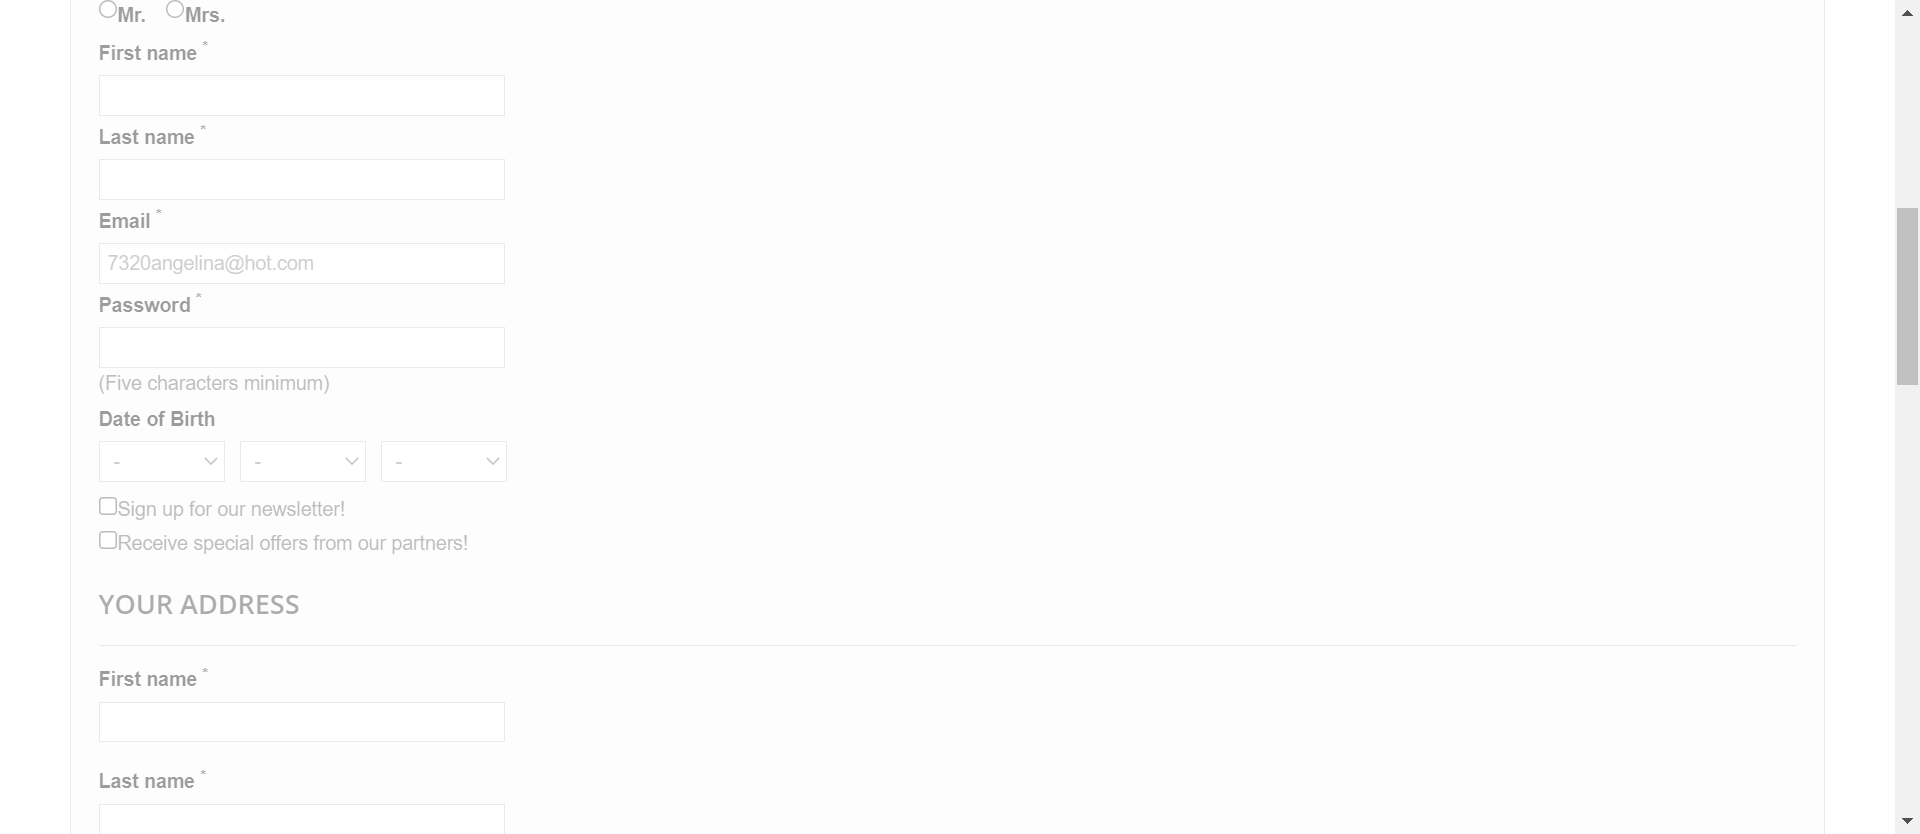 Mr. Mrs.
First name *
Last name *
Email *
7320angelina@hot.com
Password *
(Five characters minimum)
Date of Birth
- - -
Sign up for our newsletter!
Receive special offers from our partners!
YOUR ADDRESS
First name *
Last name *